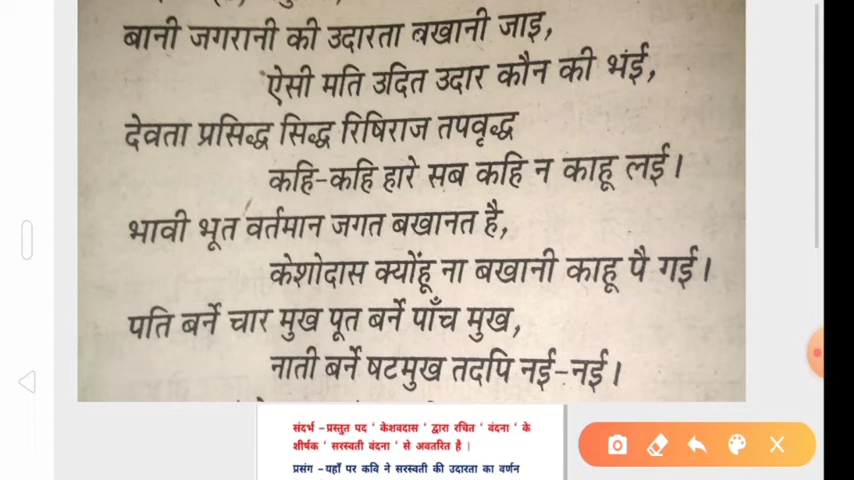 बानी जगरानी की उदारता बखानी जाइ,
ऐसी मति उदित उदार कौन की भंई,
देवता प्रसिद्ध सिद्ध रिषिराज तपवृद्ध
कहि-कहि हारे सब कहि न काहू लई।
भावी भूत वर्तमान जगत बखानत है,
केशोदास क्योंहू ना बखानी काहू पै गई।
पति बर्ने चार मुख पूत बर्ने पाँच मुख,
नाती बर्ने षटमुख तदपि नई-नई।
संदर्भ - प्रस्तुत पद ' केशवदास ' द्वारा रचित ' वंदना ' के
शीर्षक ' सरस्वती वंदना ' से अवतरित है |
प्रसंग - यहाँ पर कवि ने सरस्वती की उदारता का वर्णन